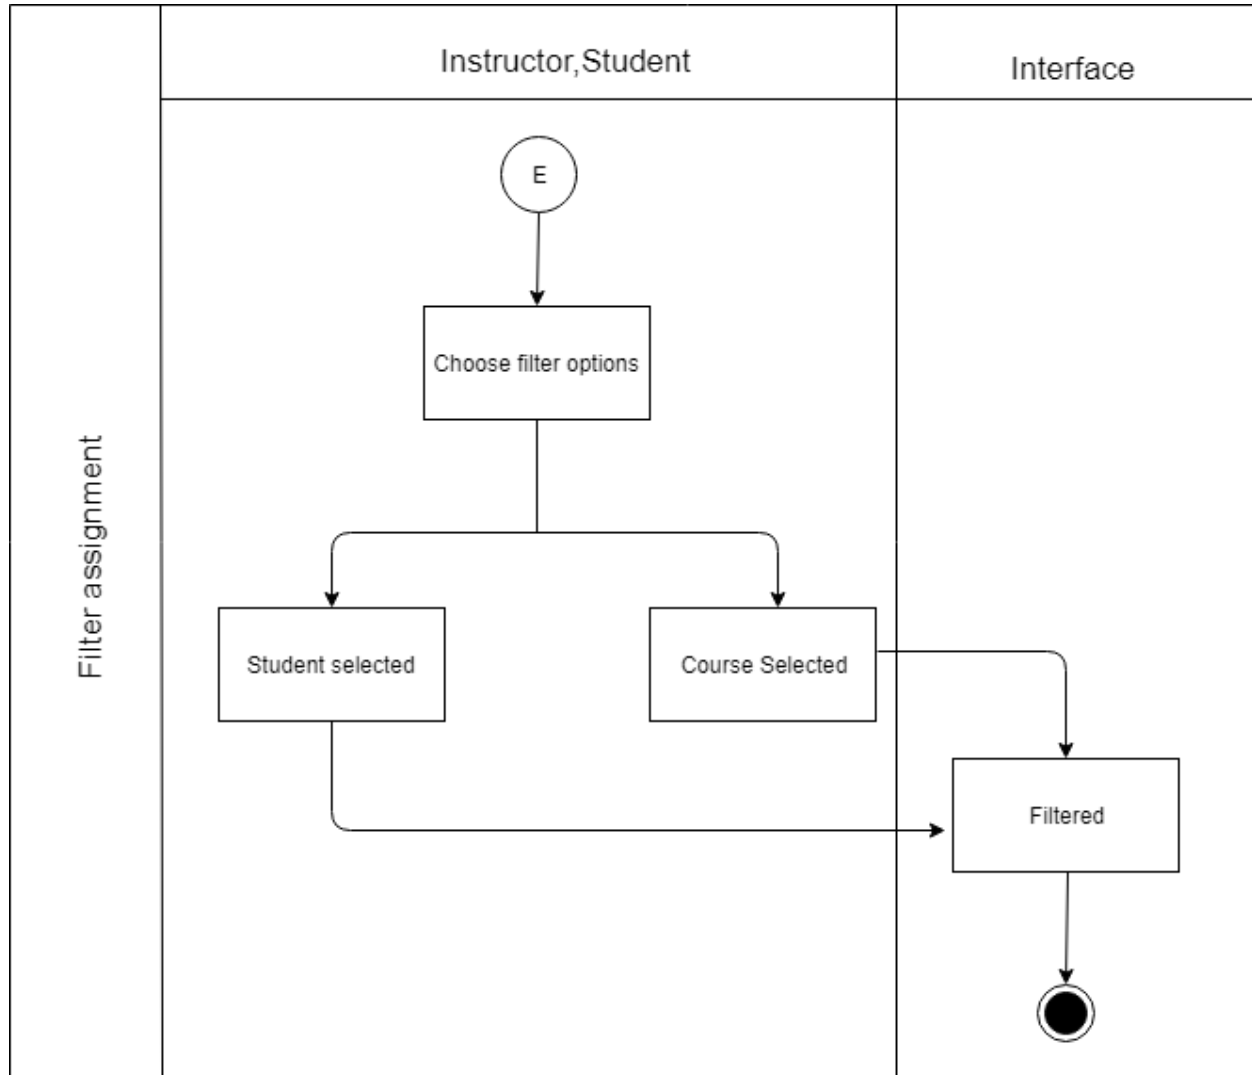 Instructor,Student
Interface
E
Choose filter options
Filter assignment
Student selected
Course Selected
Filtered